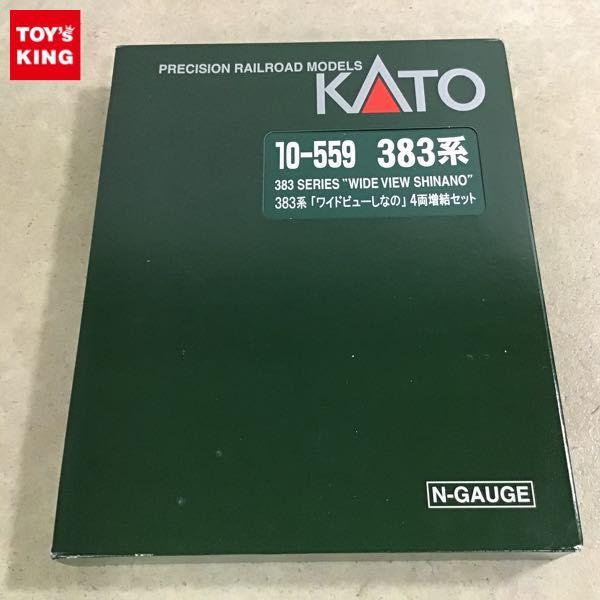 TOY'S
KING
PRECISION RAILROAD MODELS
KATO
10-559 383系
383 SERIES "WIDE VIEW SHINANO"
383系「ワイドビューしなの」4両増結セット
N-GAUGE